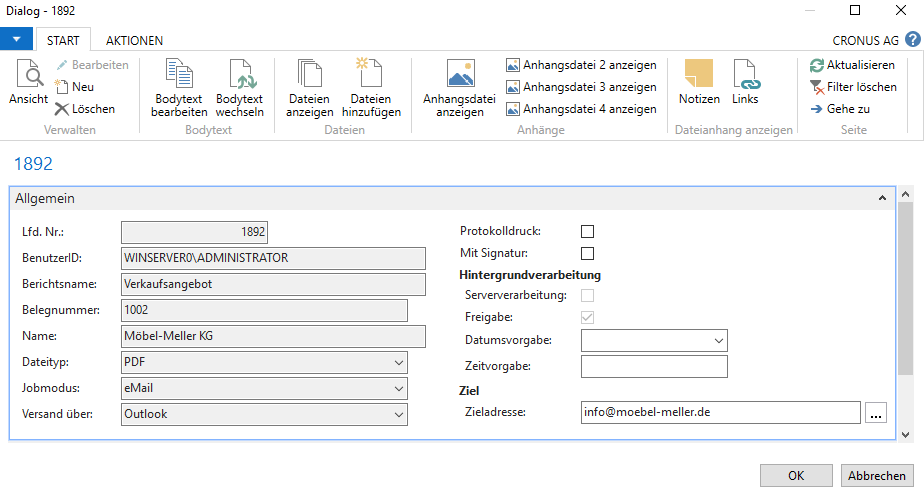 Dialog - 1892
START AKTIONEN CRONUS AG ?
Ansicht
Bearbeiten
Neu
Löschen
Verwalten
Bodytext bearbeiten
Bodytext wechseln
Bodytext
Dateien anzeigen
Dateien hinzufügen
Dateien
Anhangsdatei anzeigen
Anhangsdatei 2 anzeigen
Anhangsdatei 3 anzeigen
Anhangsdatei 4 anzeigen
Anhänge
Notizen
Links
Dateianhang anzeigen
Aktualisieren
Filter löschen
Gehe zu
Seite
1892
Allgemein
Lfd. Nr.: 1892
BenutzerID: WINSERVER0\ADMINISTRATOR
Berichtsname: Verkaufsangebot
Belegnummer: 1002
Name: Möbel-Meller KG
Dateityp: PDF
Jobmodus: eMail
Versand über: Outlook
Protokolldruck:
Mit Signatur:
Hintergrundverarbeitung
Serververarbeitung:
Freigabe:
Datumsvorgabe:
Zeitvorgabe:
Ziel
Zieladresse: info@moebel-meller.de ...
OK Abbrechen